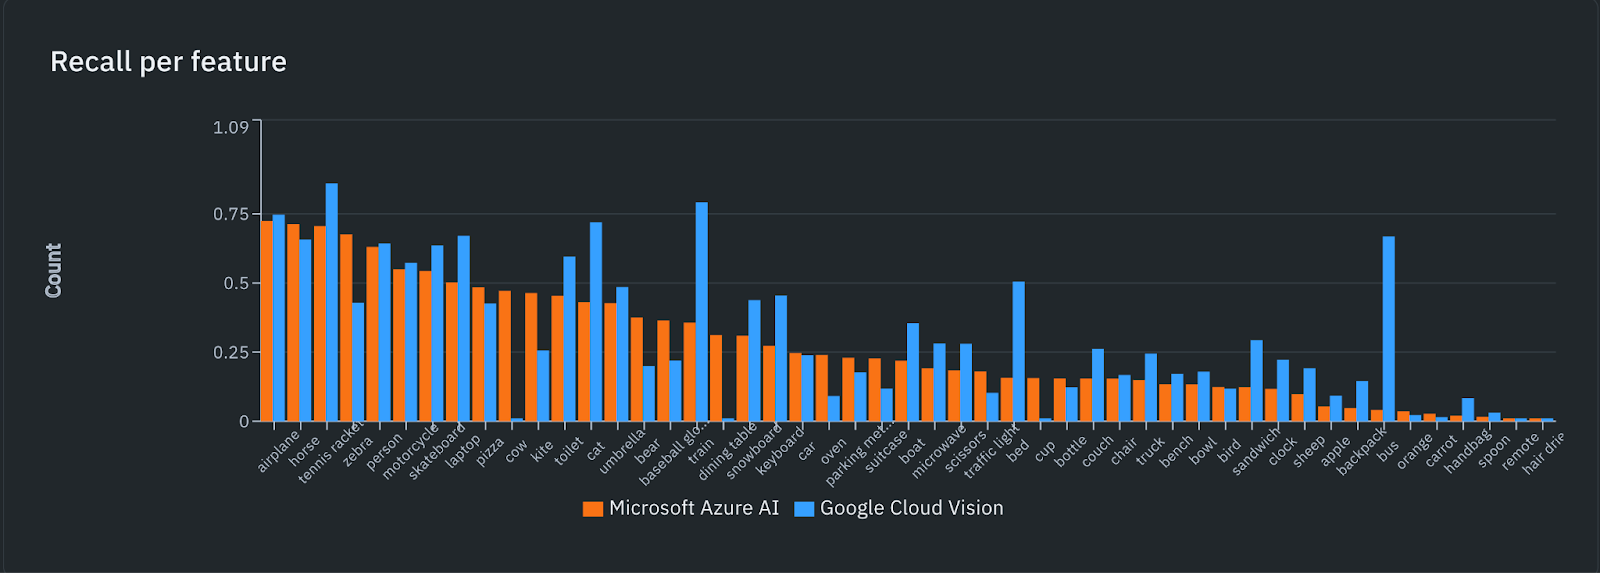 Recall per feature
1.09
0.75
0.5
0.25
0
Count
airplane
horse
tennis racket
zebra
person
motorcycle
skateboard
laptop
pizza
cow
kite
toilet
cat
umbrella
bear
baseball glo...
train
dining table
snowboard
keyboard
car
oven
parking met...
suitcase
boat
microwave
scissors
traffic light
bed
cup
bottle
couch
chair
truck
bench
bowl
bird
sandwich
clock
sheep
apple
backpack
bus
orange
carrot
handbag
spoon
remote
hair drie
Microsoft Azure AI
Google Cloud Vision